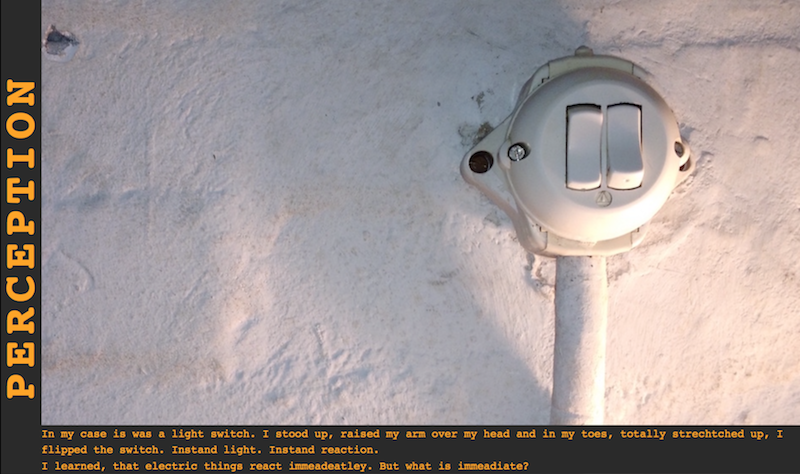 PERCEPTION
In my case is was a light switch. I stood up, raised my arm over my head and in my toes, totally strechtched up, I
flipped the switch. Instand light. Instand reaction.
I learned, that electric things react immeadeatley. But what is immeadiate?